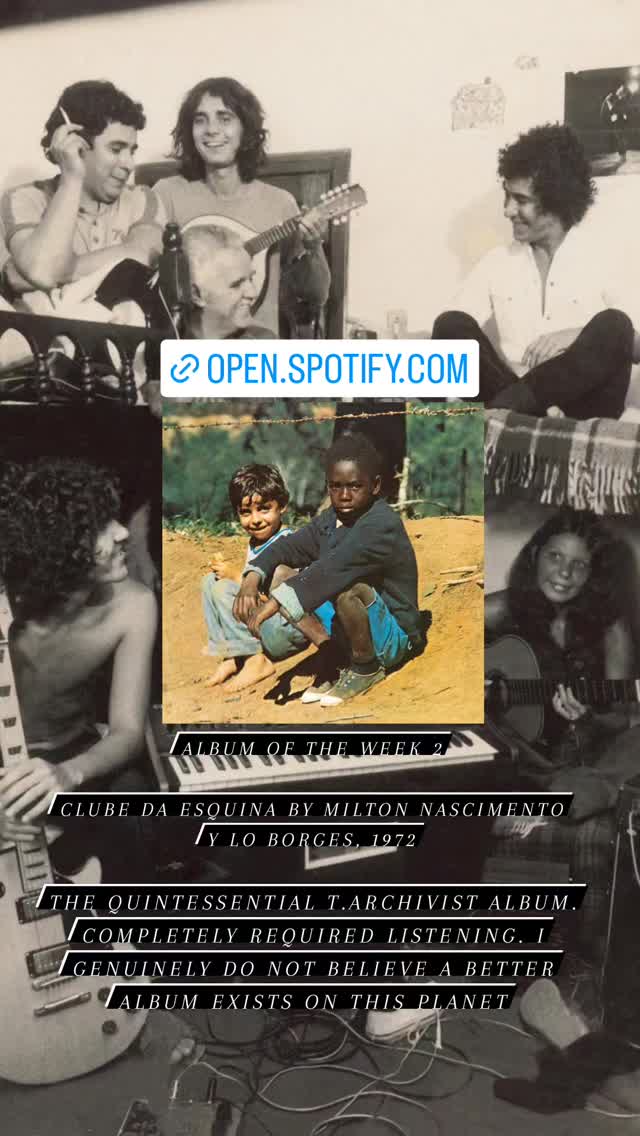 OPEN.SPOTIFY.COM
ALBUM OF THE WEEK 2
CLUBE DA ESQUINA BY MILTON NASCIMENTO
Y LO BORGES, 1972
THE QUINTESSENTIAL T.ARCHIVIST ALBUM.
COMPLETELY REQUIRED LISTENING. I
GENUINELY DO NOT BELIEVE A BETTER
ALBUM EXISTS ON THIS PLANET